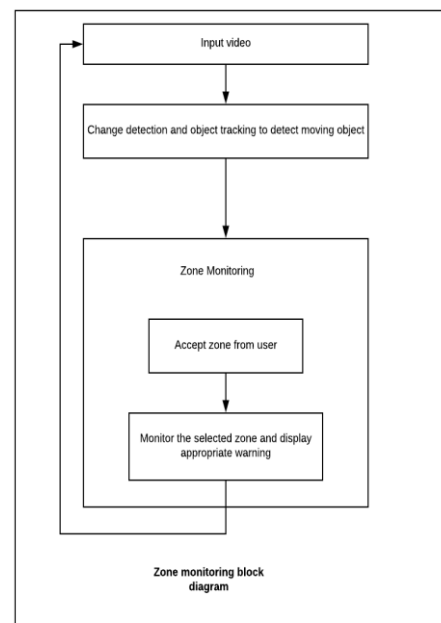 Input video
Change detection and object tracking to detect moving object
Zone Monitoring
Accept zone from user
Monitor the selected zone and display
appropriate warning
Zone monitoring block
diagram